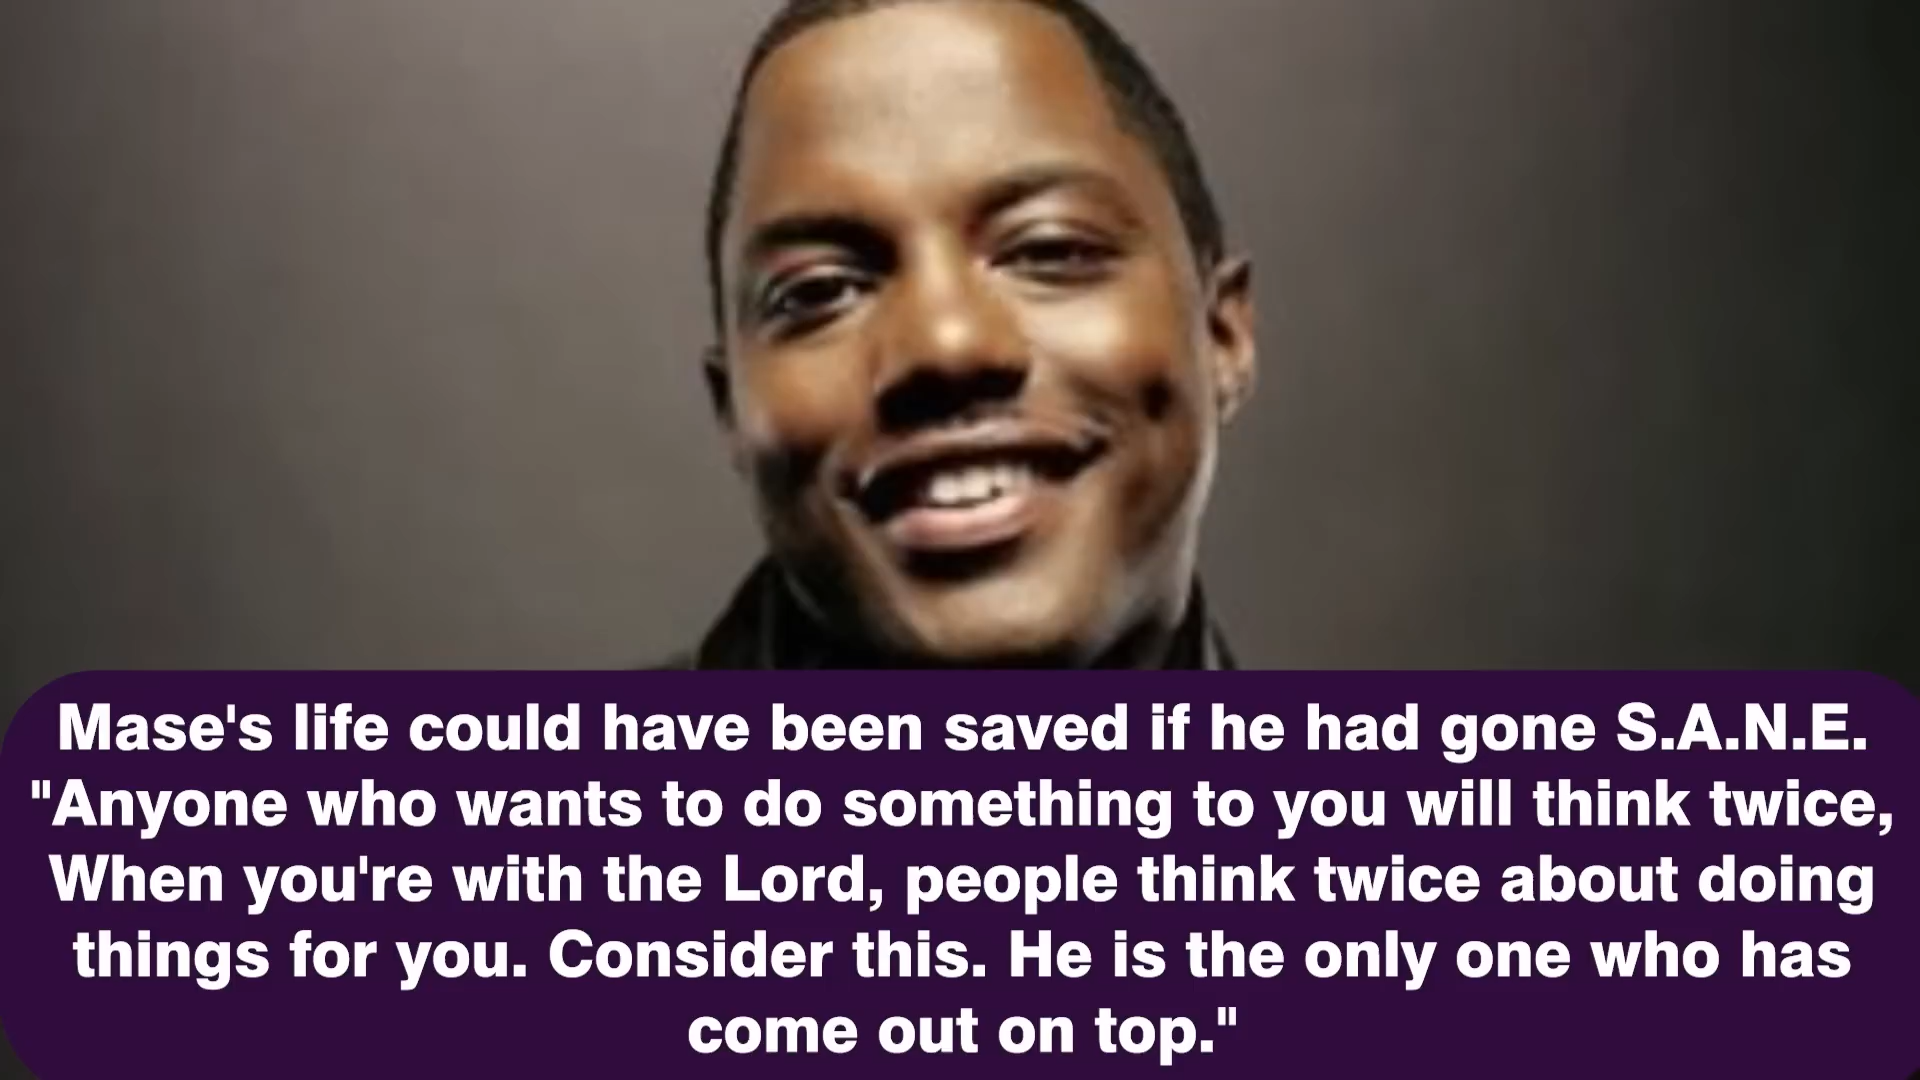 Mase's life could have been saved if he had gone S.A.N.E.
"Anyone who wants to do something to you will think twice,
When you're with the Lord, people think twice about doing
things for you. Consider this. He is the only one who has
come out on top."